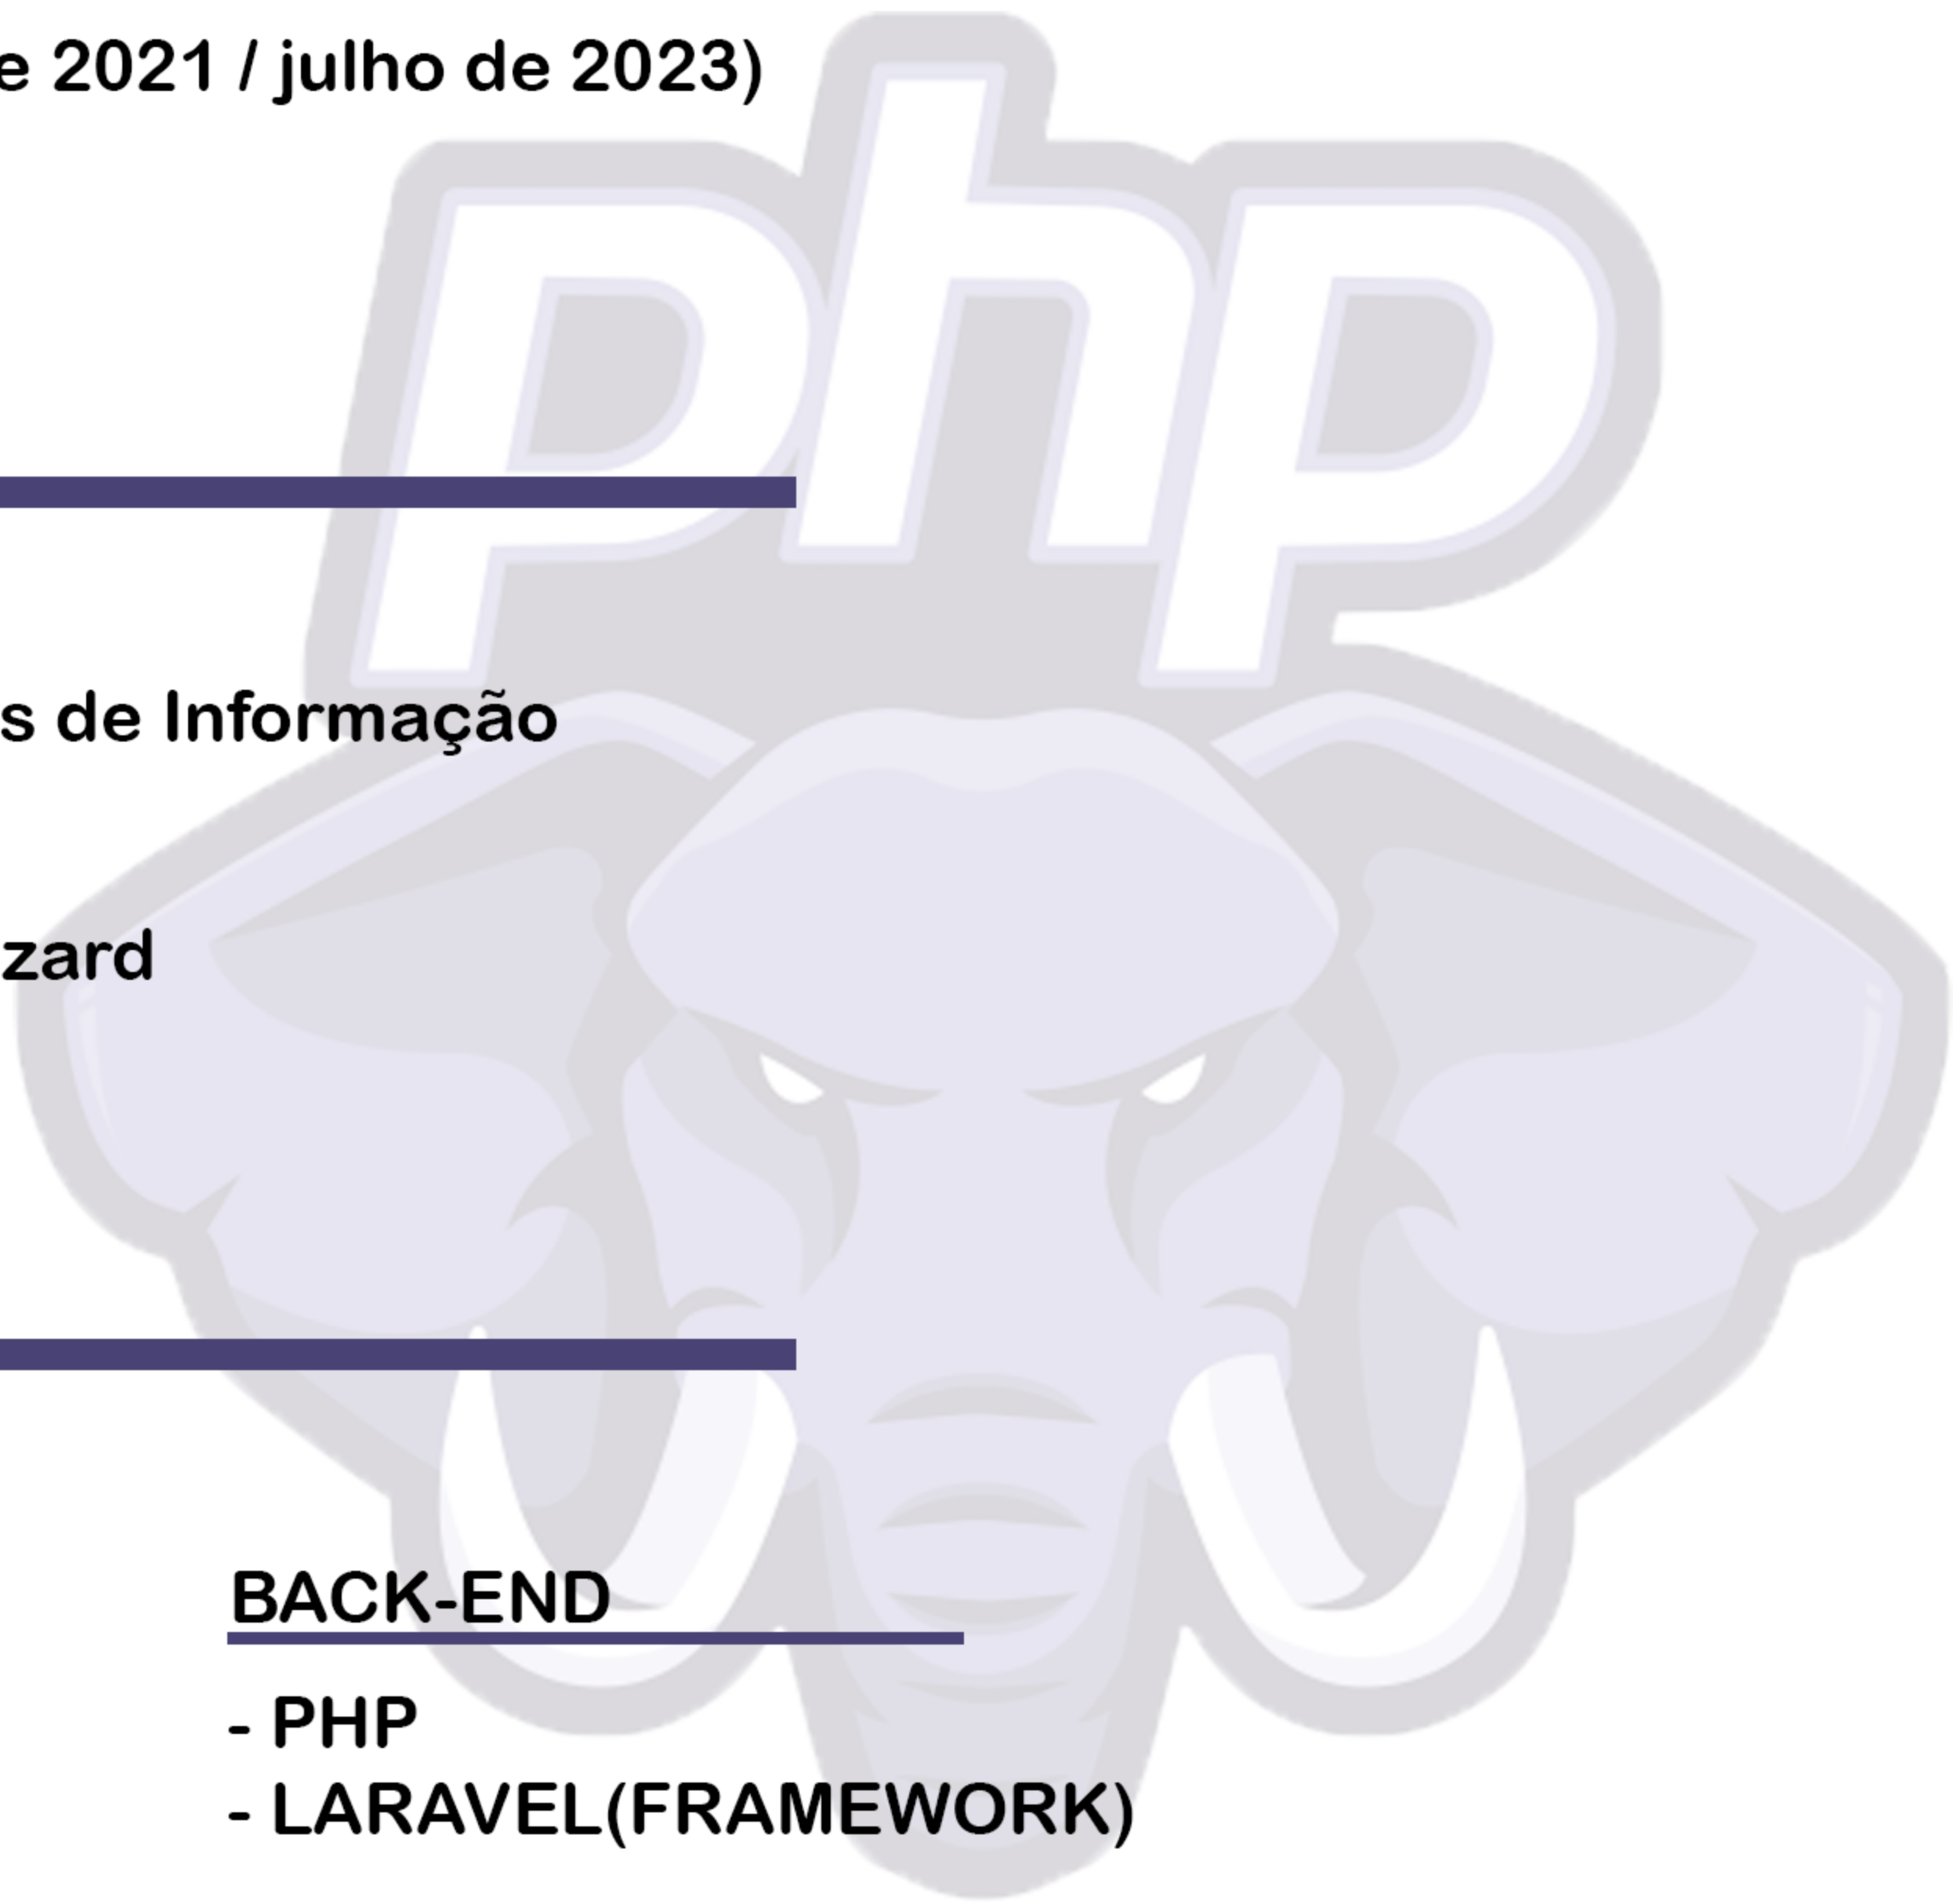 e 2021 / julho de 2023)
php
s de Informação
zard
BACK-END
- PHP
- LARAVEL(FRAMEWORK)